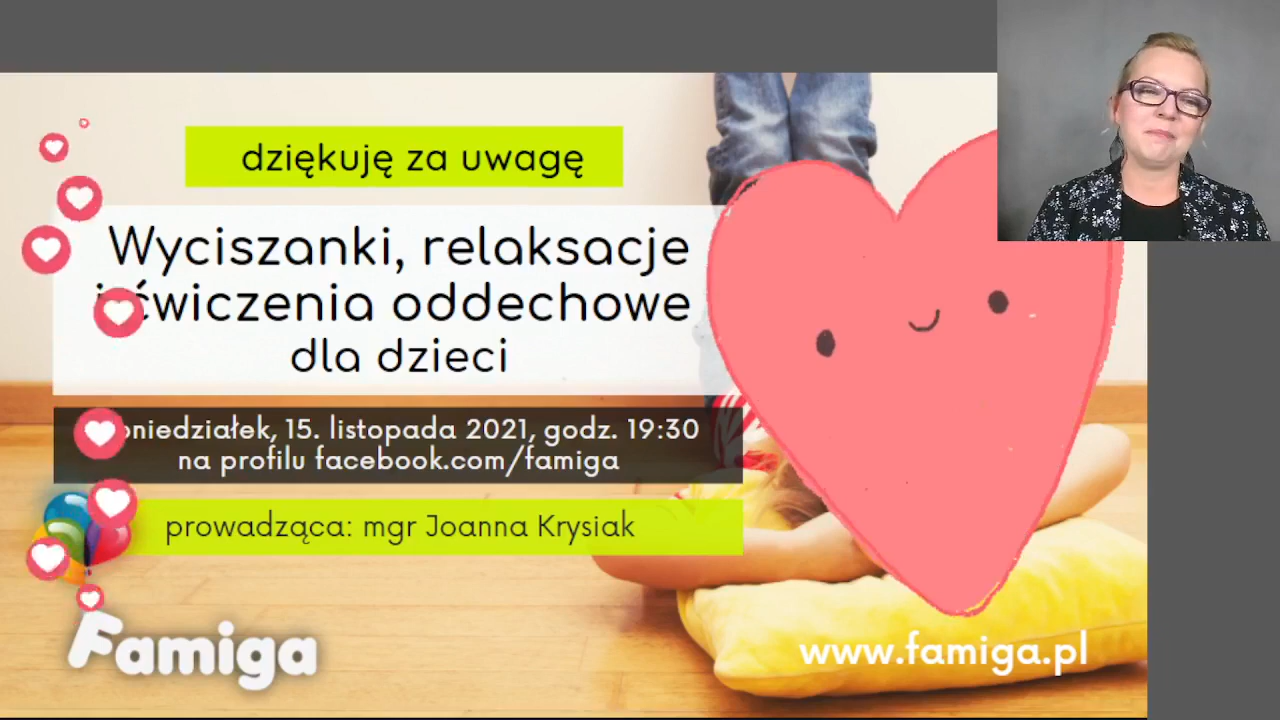 dziękuję za uwagę
Wyciszanki, relaksacje
i ćwiczenia oddechowe
dla dzieci
oniedziałek, 15. listopada 2021, godz. 19:30
na profilu facebook.com/famiga
prowadząca: mgr Joanna Krysiak
Famiga
www.famiga.pl